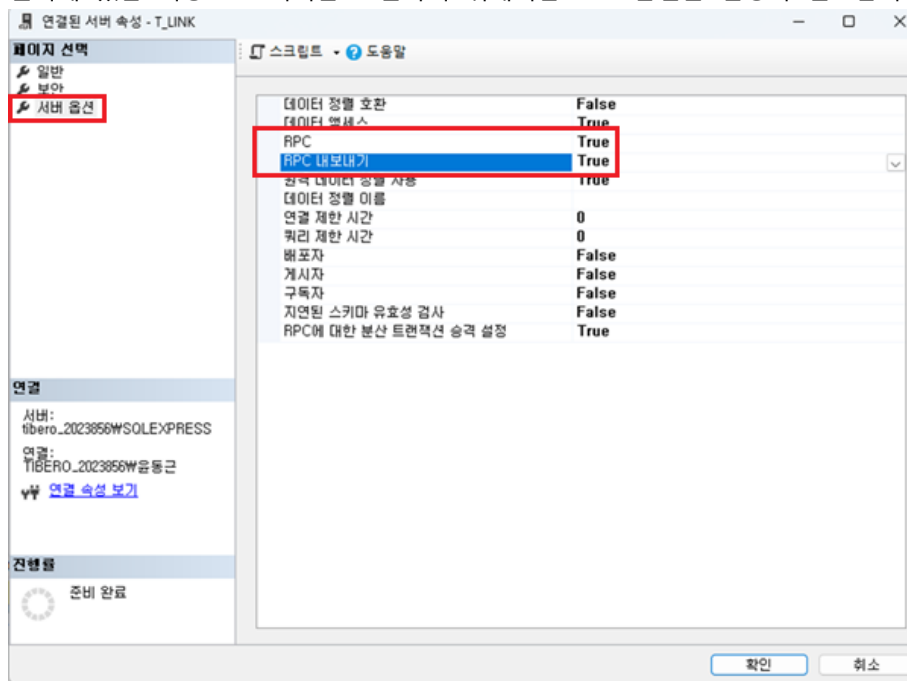 연결된 서버 속성 - T_LINK
페이지 선택
일반
보안
서버 옵션
스크립트 도움말
데이터 정렬 호환 False
데이터 액세스 True
RPC True
RPC 내보내기 True
원격 데이터 정렬 사용 True
데이터 정렬 이름
연결 제한 시간 0
쿼리 제한 시간 0
배포자 False
게시자 False
구독자 False
지연된 스키마 유효성 검사 False
RPC에 대한 분산 트랜잭션 승격 설정 True
연결
서버:
tibero_2023856₩SQLEXPRESS
연결:
TIBERO_2023856₩윤동근
연결 속성 보기
진행률
준비 완료
확인 취소